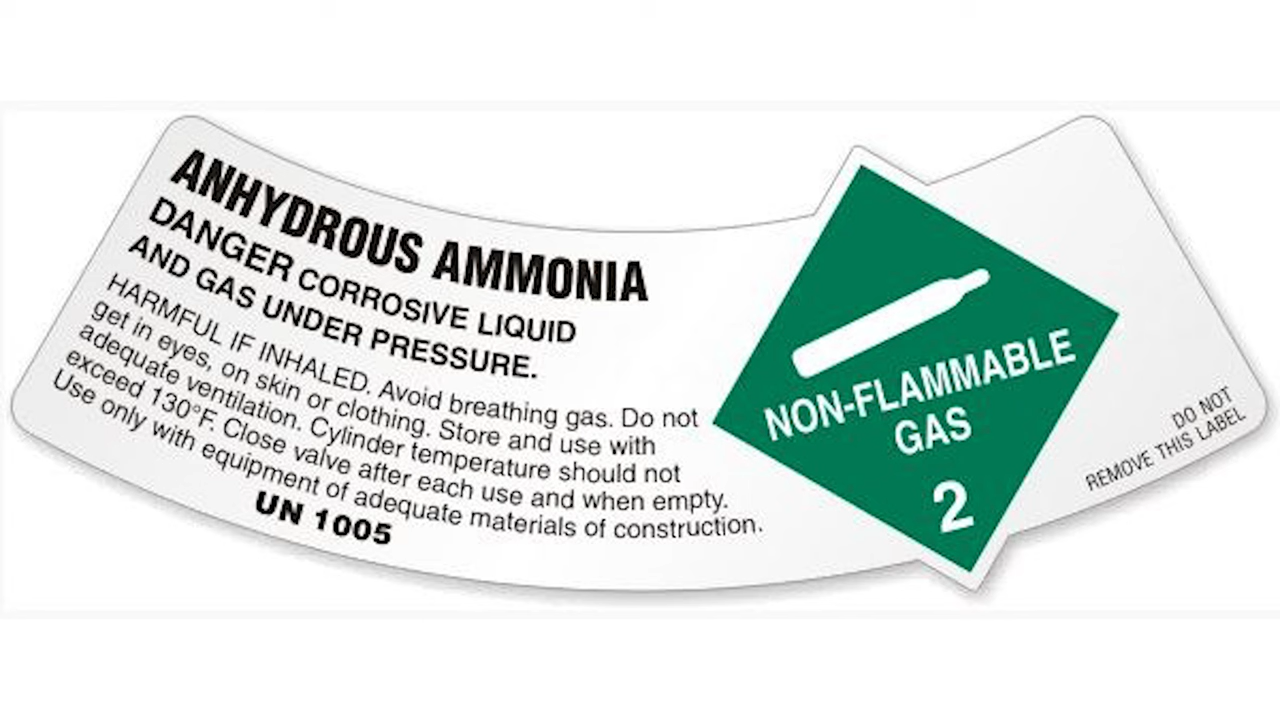 ANHYDROUS AMMONIA
DANGER CORROSIVE LIQUID
AND GAS UNDER PRESSURE.
HARMFUL IF INHALED. Avoid breathing gas. Do not
get in eyes, on skin or clothing. Store and use with
adequate ventilation. Cylinder temperature should not
exceed 130°F. Close valve after each use and when empty.
Use only with equipment of adequate materials of construction.
UN 1005
NON-FLAMMABLE
GAS
2
DO NOT
REMOVE THIS LABEL